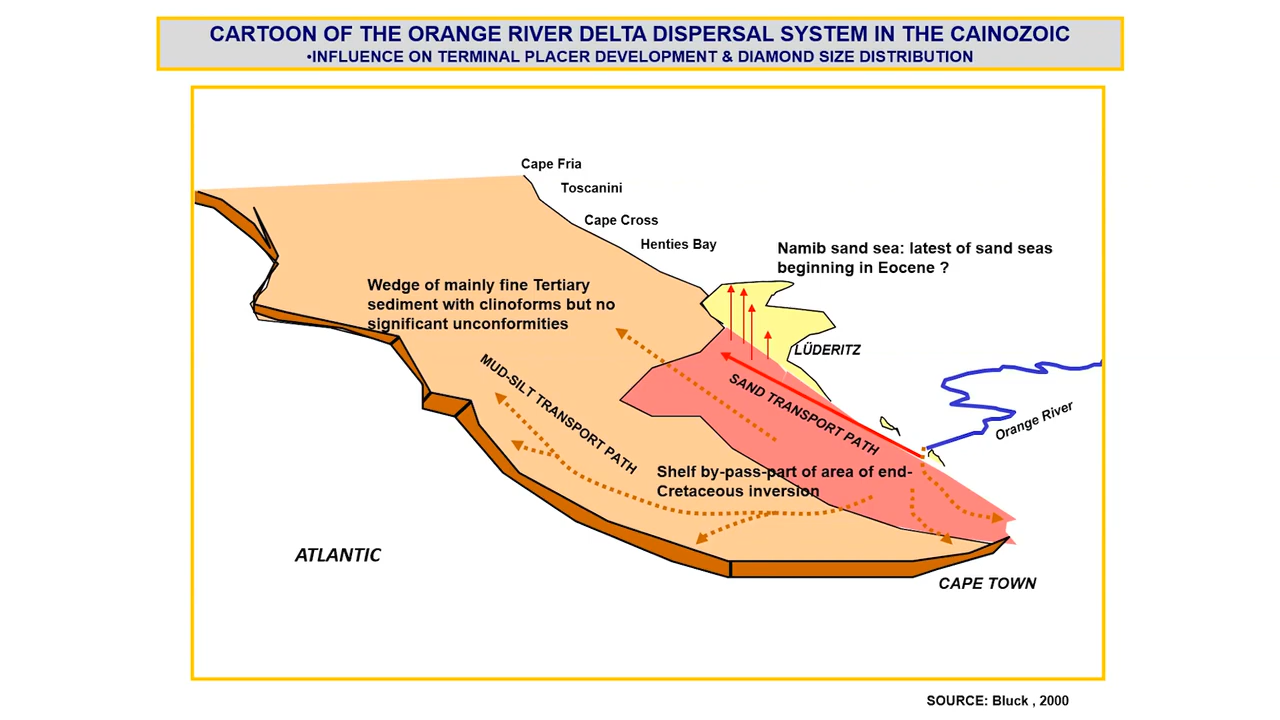 CARTOON OF THE ORANGE RIVER DELTA DISPERSAL SYSTEM IN THE CAINOZOIC
•INFLUENCE ON TERMINAL PLACER DEVELOPMENT & DIAMOND SIZE DISTRIBUTION
Cape Fria
Toscanini
Cape Cross
Henties Bay
Namib sand sea: latest of sand seas
beginning in Eocene ?
Wedge of mainly fine Tertiary
sediment with clinoforms but no
significant unconformities
LÜDERITZ
MUD-SILT TRANSPORT PATH
SAND TRANSPORT PATH
Orange River
Shelf by-pass-part of area of end-
Cretaceous inversion
ATLANTIC
CAPE TOWN
SOURCE: Bluck , 2000